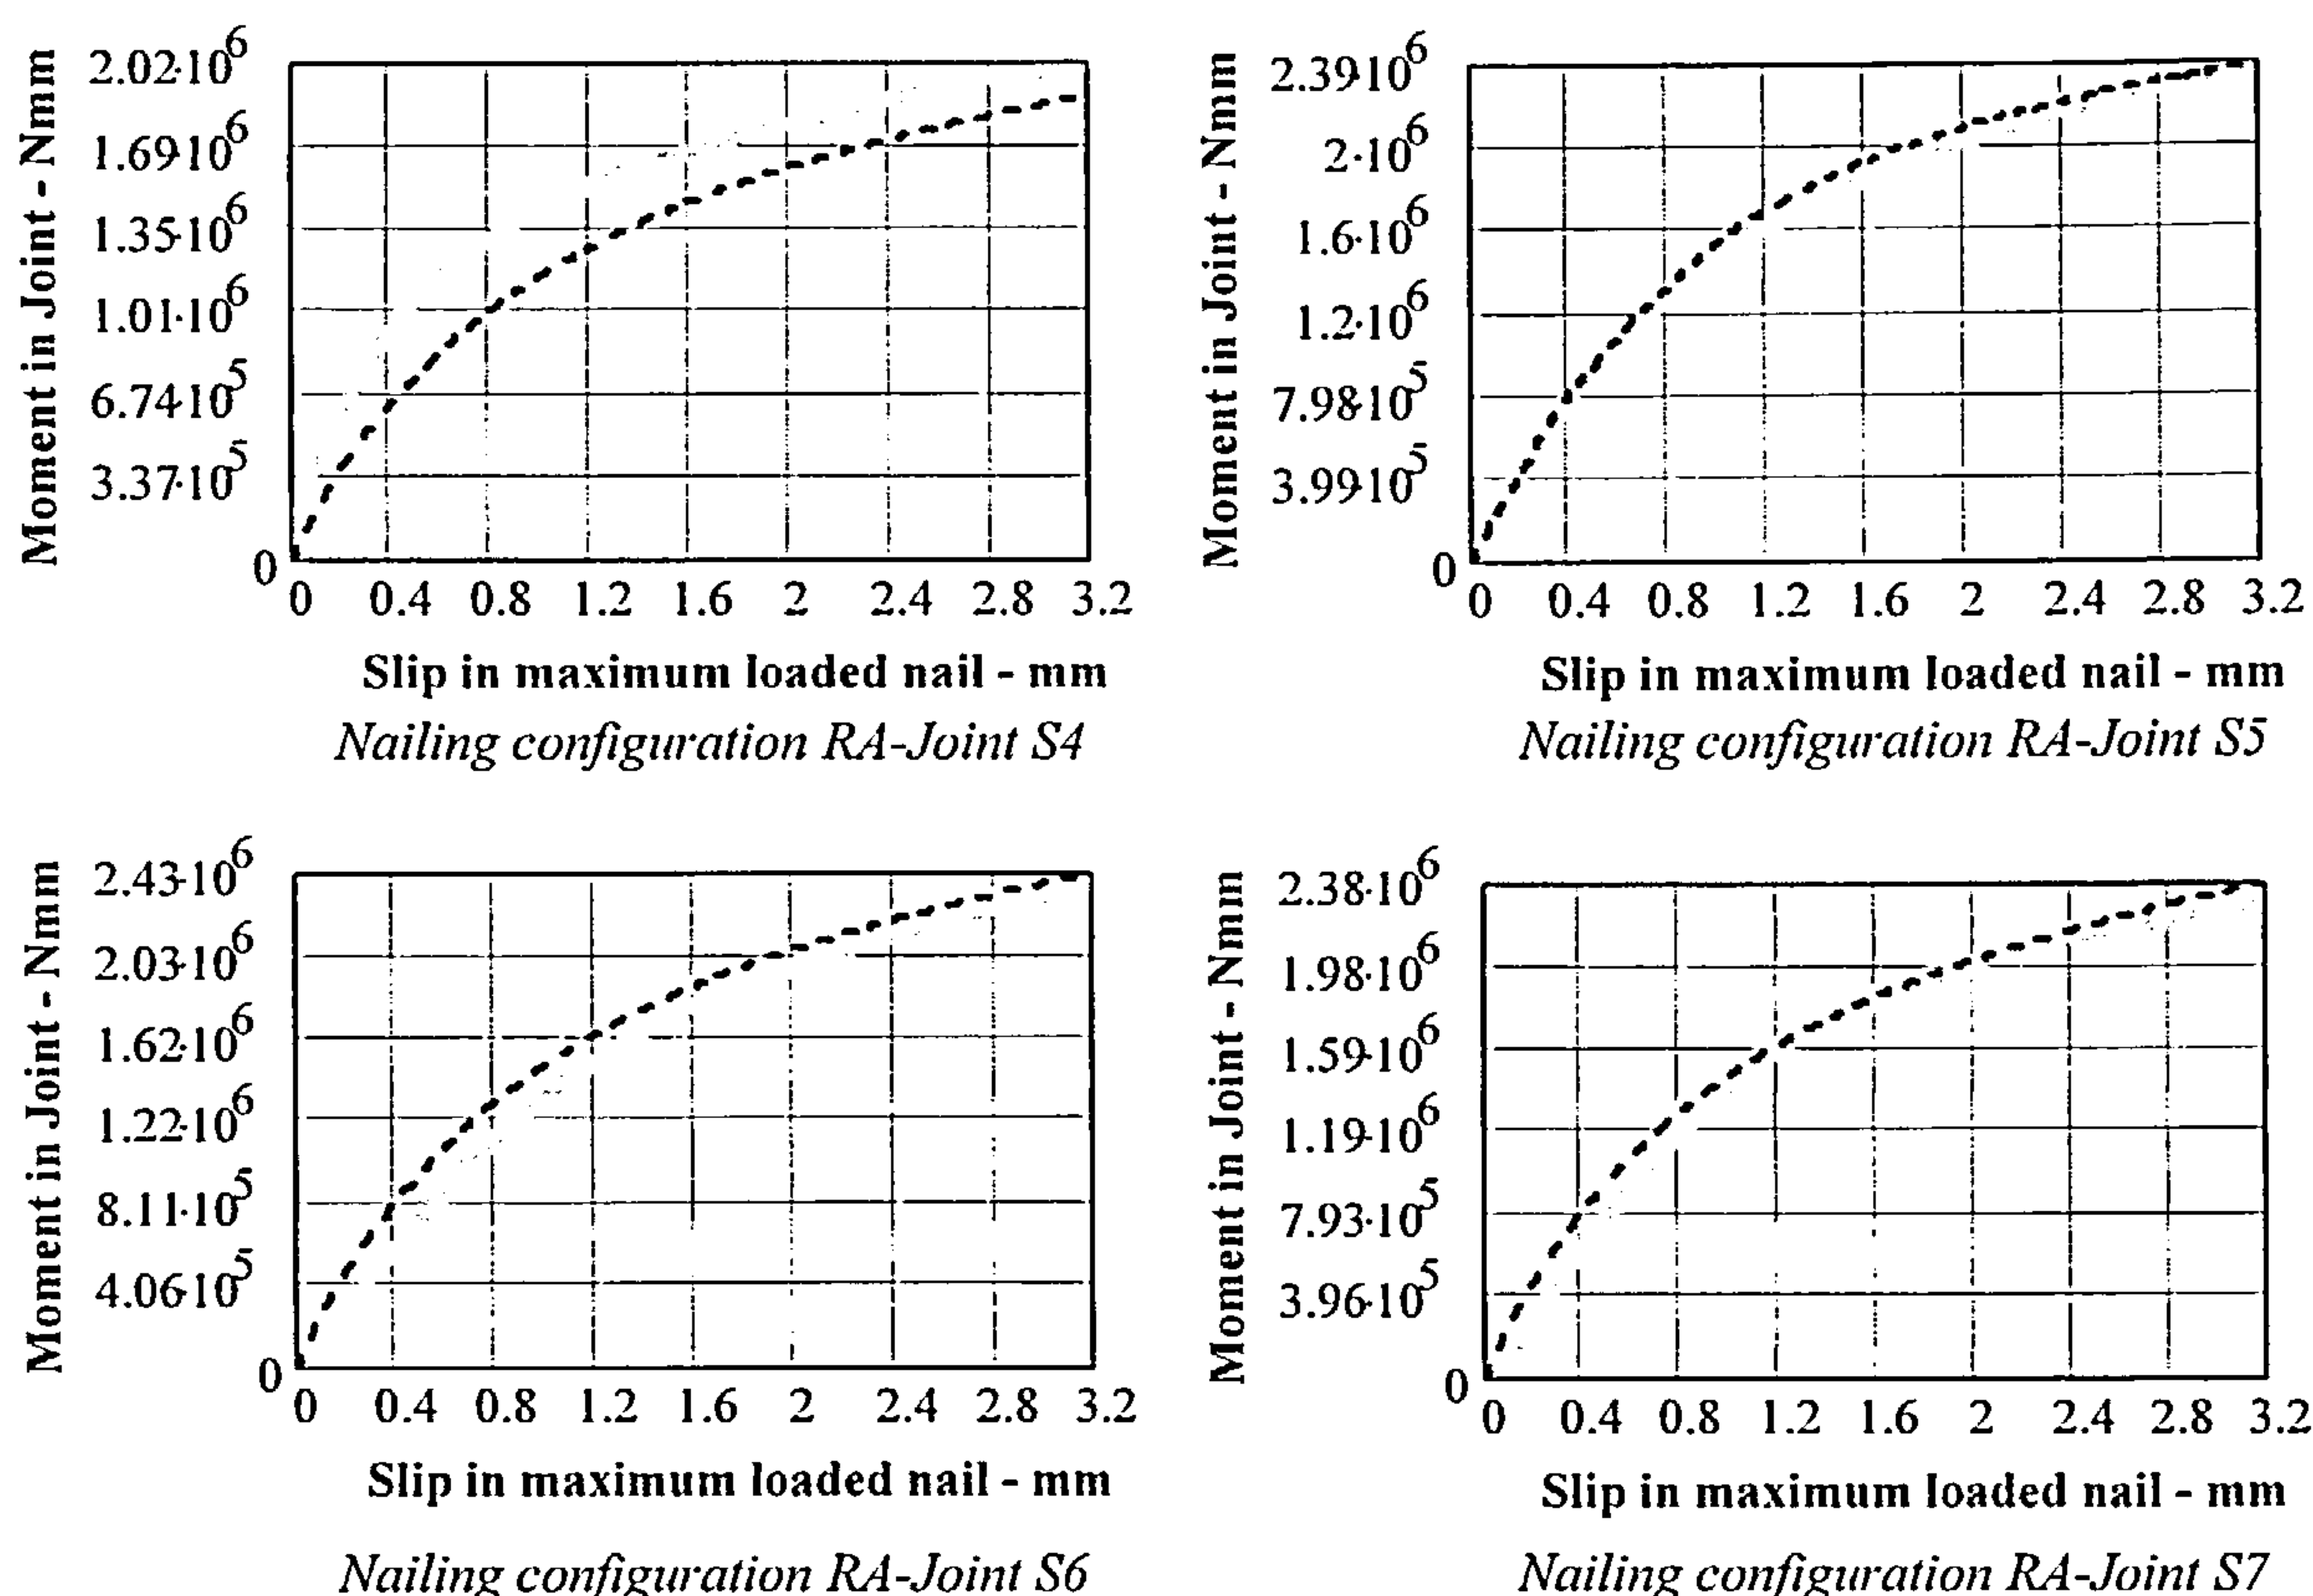 Moment in Joint - Nmm
2.02·10^6
1.69·10^6
1.35·10^6
1.01·10^6
6.74·10^5
3.37·10^5
0
0 0.4 0.8 1.2 1.6 2 2.4 2.8 3.2
Slip in maximum loaded nail - mm
Nailing configuration RA-Joint S4
Moment in Joint - Nmm
2.39·10^6
2·10^6
1.6·10^6
1.2·10^6
7.98·10^5
3.99·10^5
0
0 0.4 0.8 1.2 1.6 2 2.4 2.8 3.2
Slip in maximum loaded nail - mm
Nailing configuration RA-Joint S5
Moment in Joint - Nmm
2.43·10^6
2.03·10^6
1.62·10^6
1.22·10^6
8.11·10^5
4.06·10^5
0
0 0.4 0.8 1.2 1.6 2 2.4 2.8 3.2
Slip in maximum loaded nail - mm
Nailing configuration RA-Joint S6
Moment in Joint - Nmm
2.38·10^6
1.98·10^6
1.59·10^6
1.19·10^6
7.93·10^5
3.96·10^5
0
0 0.4 0.8 1.2 1.6 2 2.4 2.8 3.2
Slip in maximum loaded nail - mm
Nailing configuration RA-Joint S7